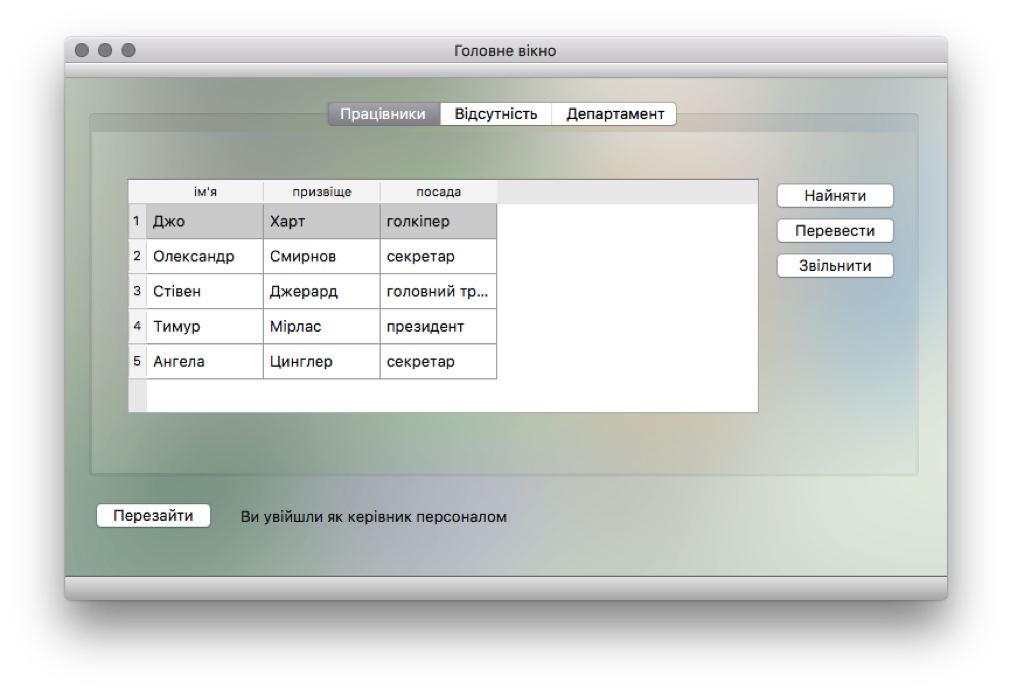 Головне вікно
Працівники Відсутність Департамент
ім'я призвіще посада
1 Джо Харт голкіпер
2 Олександр Смирнов секретар
3 Стівен Джерард головний тр...
4 Тимур Мірлас президент
5 Ангела Цинглер секретар
Найняти
Перевести
Звільнити
Перезайти Ви увійшли як керівник персоналом